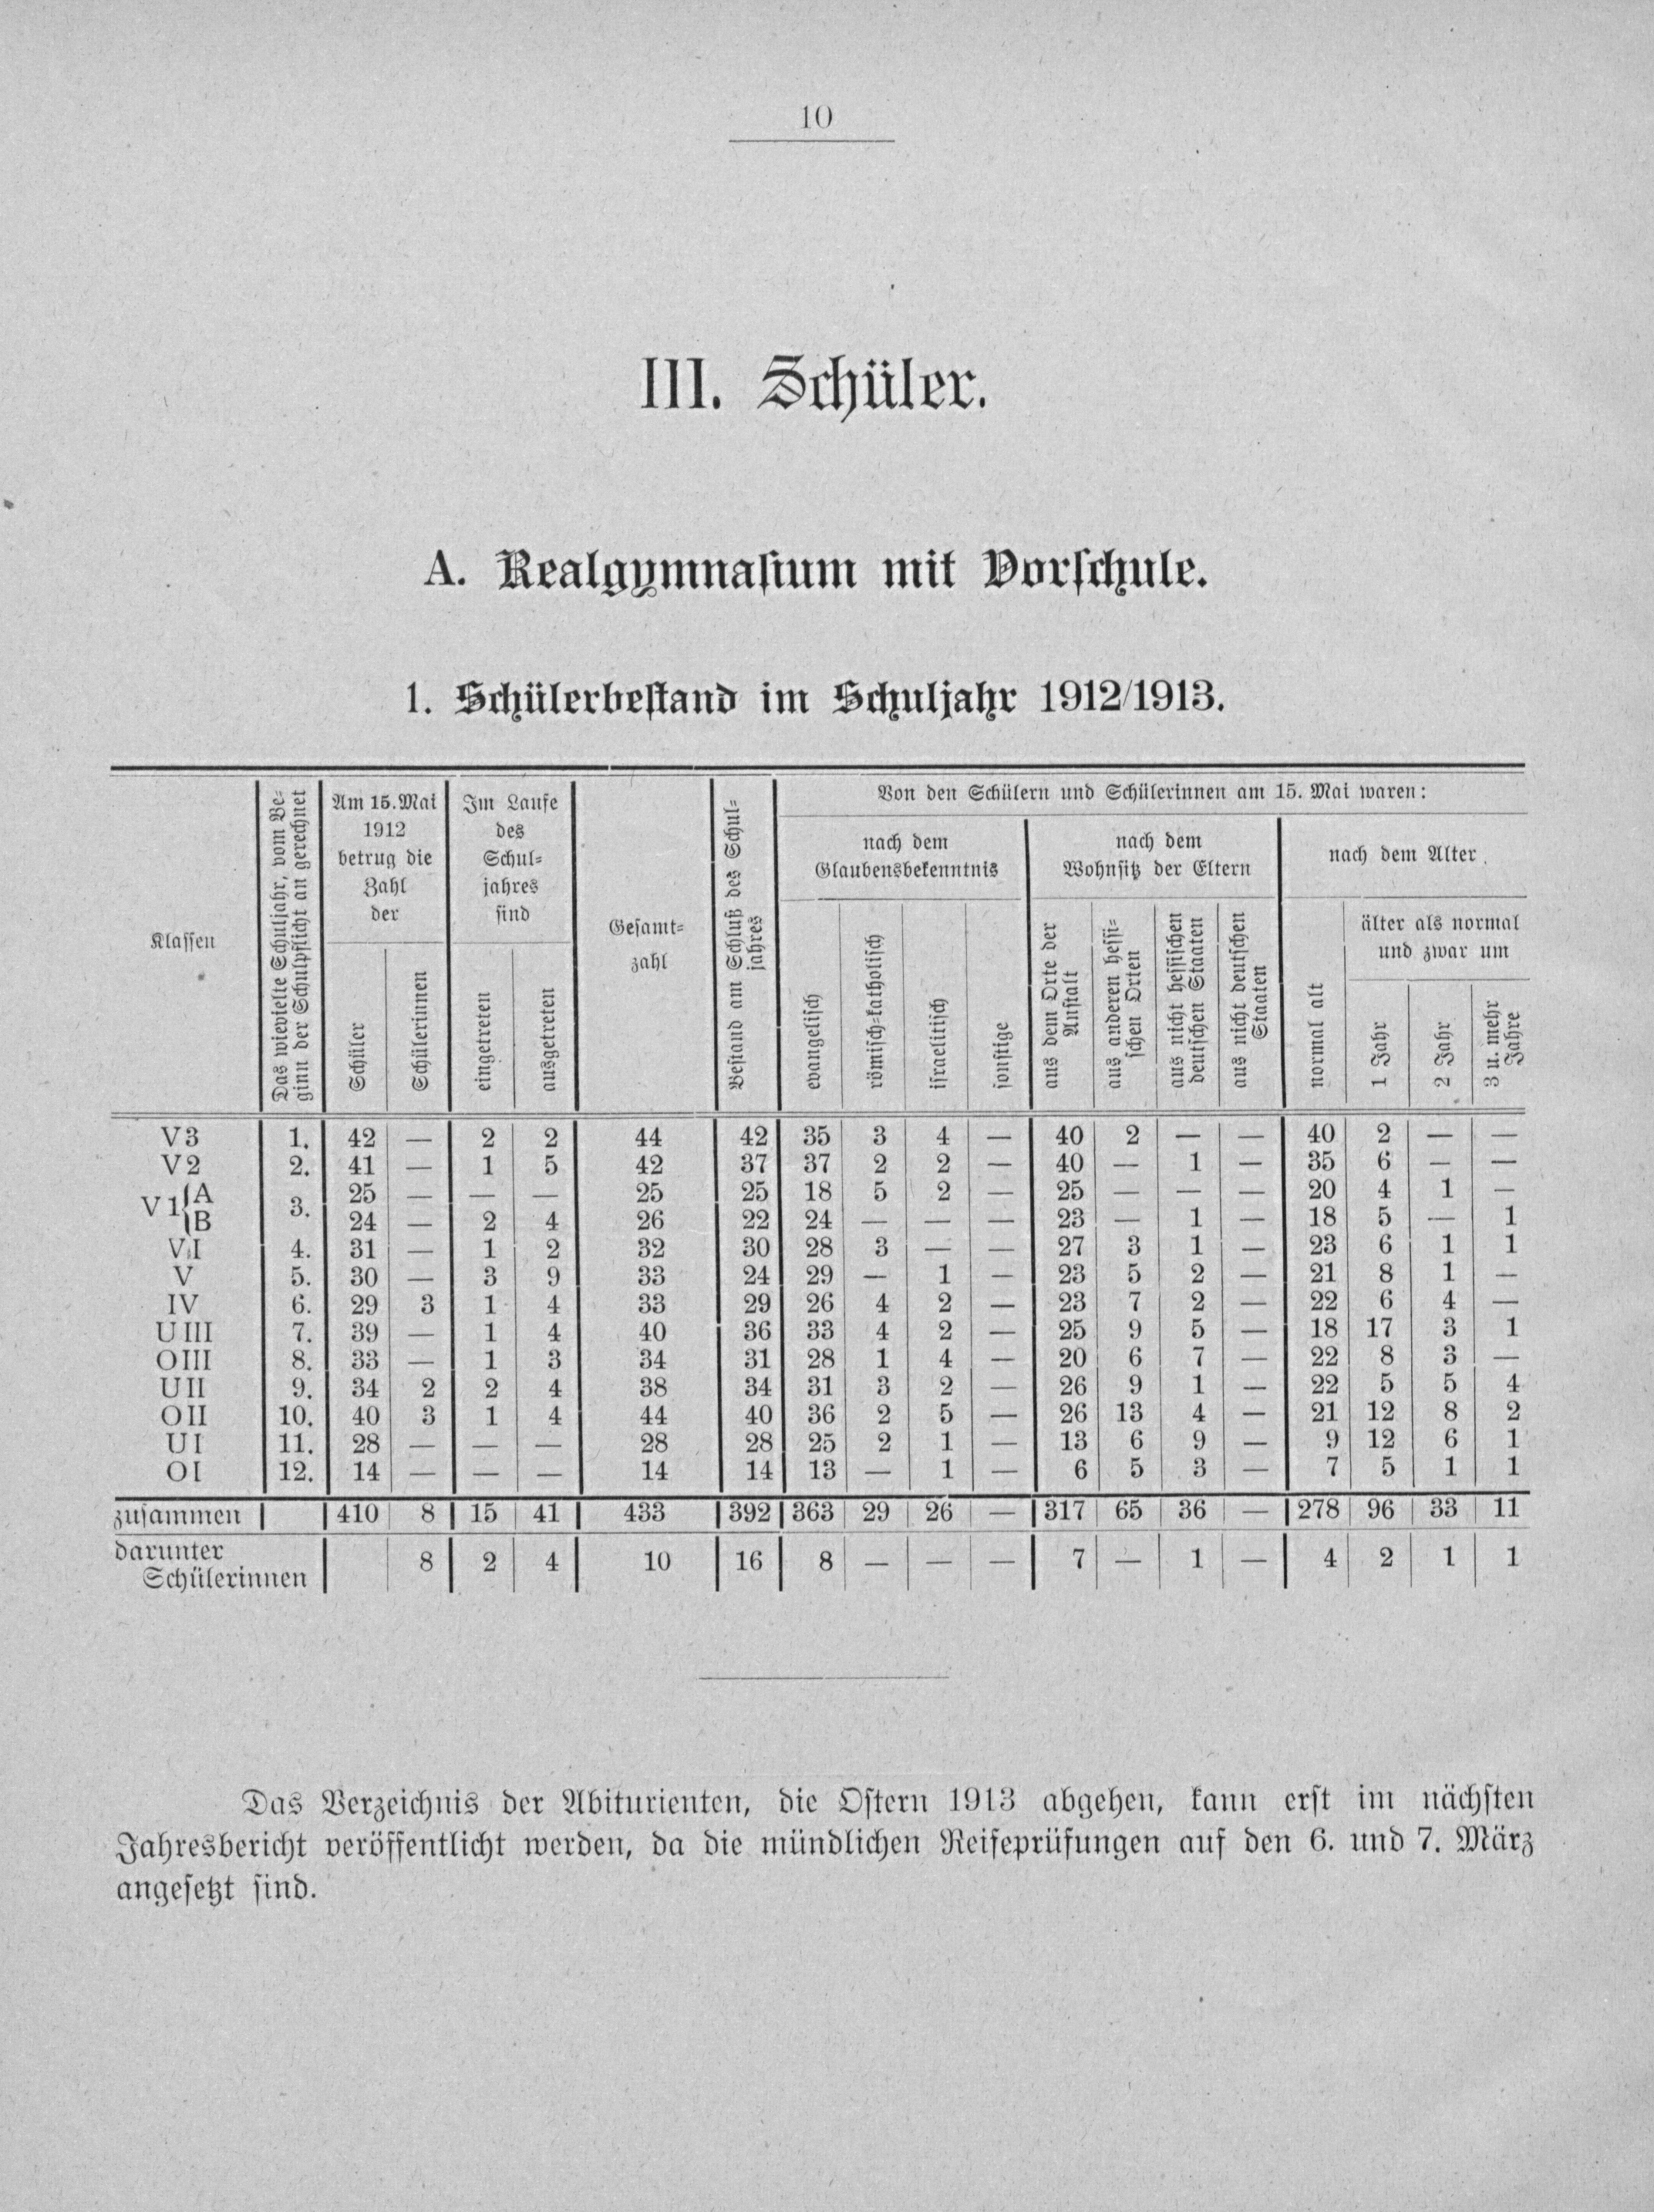 10
III. Schüler.
A. Realgymnasium mit Vorschule.
1. Schülerbestand im Schuljahr 1912/1913.
Klassen
Das wievielte Schuljahr, vom Be-
ginn der Schulpflicht an gerechnet
Am 15. Mai
1912
betrug die
Zahl
der
Schüler
Schülerinnen
Im Laufe
des
Schul-
jahres
sind
eingetreten
ausgetreten
Gesamt-
zahl
Bestand am Schluß des Schul-
jahres
Von den Schülern und Schülerinnen am 15. Mai waren:
nach dem
Glaubensbekenntnis
evangelisch
römisch-katholisch
israelitisch
sonstige
nach dem
Wohnsitz der Eltern
aus dem Orte der
Anstalt
aus anderen hessi-
schen Orten
aus nicht hessischen
deutschen Staaten
aus nicht deutschen
Staaten
nach dem Alter
normal alt
älter als normal
und zwar um
1 Jahr
2 Jahr
3 u. mehr
Jahre
V3 1. 42 — 2 2 44 42 35 3 4 — 40 2 — — 40 2 — —
V2 2. 41 — 1 5 42 37 37 2 2 — 40 — 1 — 35 6 — —
V1 { A 3. 25 — — — 25 25 18 5 2 — 25 — — — 20 4 1 —
B 24 — 2 4 26 22 24 — — — 23 — 1 — 18 5 — 1
VI 4. 31 — 1 2 32 30 28 3 — — 27 3 1 — 23 6 1 1
V 5. 30 — 3 9 33 24 29 — 1 — 23 5 2 — 21 8 1 —
IV 6. 29 3 1 4 33 29 26 4 2 — 23 7 2 — 22 6 4 —
UIII 7. 39 — 1 4 40 36 33 4 2 — 25 9 5 — 18 17 3 1
OIII 8. 33 — 1 3 34 31 28 1 4 — 20 6 7 — 22 8 3 —
UII 9. 34 2 2 4 38 34 31 3 2 — 26 9 1 — 22 5 5 4
OII 10. 40 3 1 4 44 40 36 2 5 — 26 13 4 — 21 12 8 2
UI 11. 28 — — — 28 28 25 2 1 — 13 6 9 — 9 12 6 1
OI 12. 14 — — — 14 14 13 — 1 — 6 5 3 — 7 5 1 1
zusammen 410 8 15 41 433 392 363 29 26 — 317 65 36 — 278 96 33 11
darunter
Schülerinnen 8 2 4 10 16 8 — — — 7 — 1 — 4 2 1 1
Das Verzeichnis der Abiturienten, die Ostern 1913 abgehen, kann erst im nächsten
Jahresbericht veröffentlicht werden, da die mündlichen Reifeprüfungen auf den 6. und 7. März
angesetzt sind.